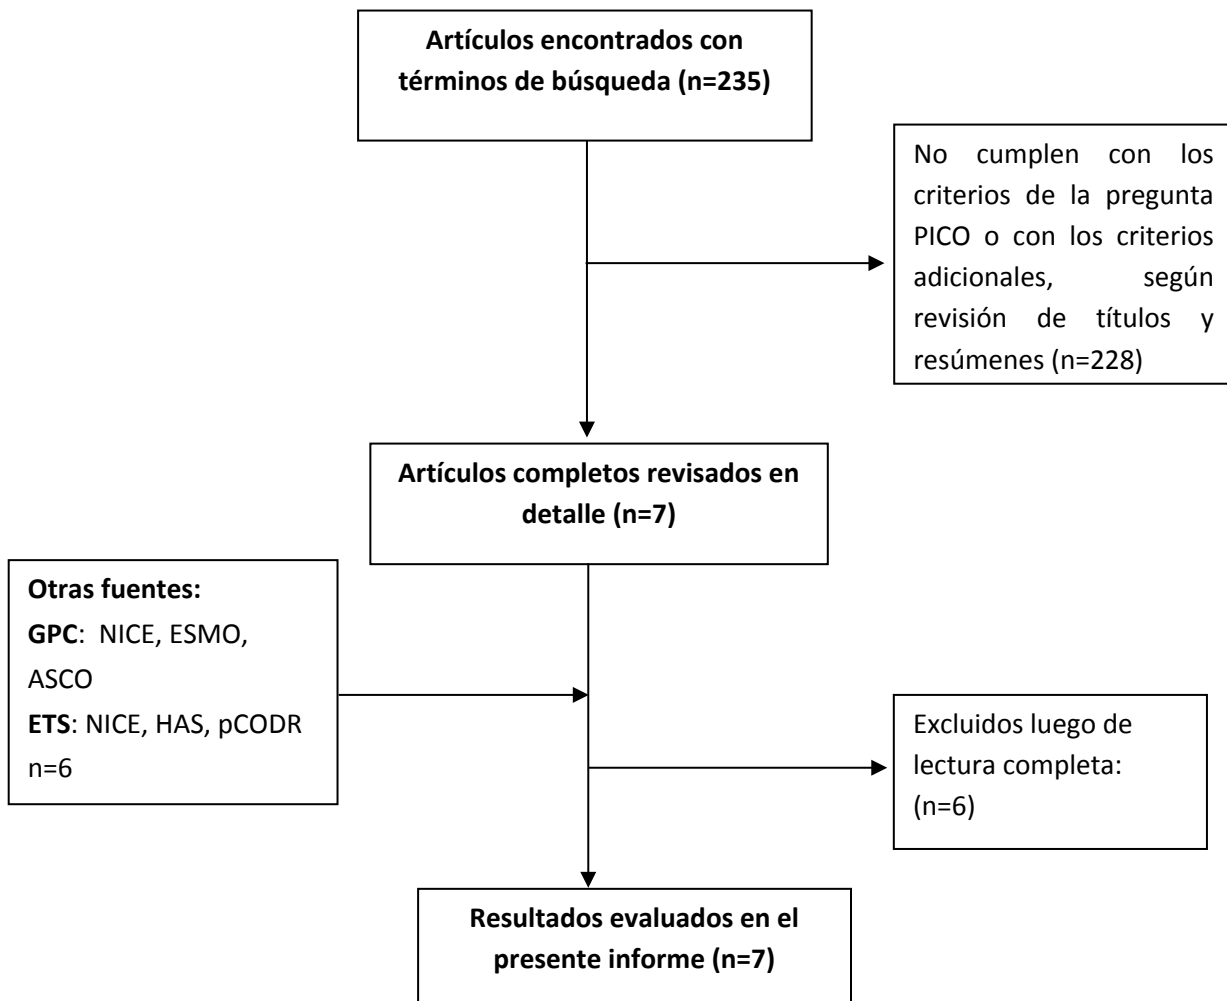 Artículos encontrados con
términos de búsqueda (n=235)
No cumplen con los
criterios de la pregunta
PICO o con los criterios
adicionales, según
revisión de títulos y
resúmenes (n=228)
Artículos completos revisados en
detalle (n=7)
Otras fuentes:
GPC: NICE, ESMO,
ASCO
ETS: NICE, HAS, pCODR
n=6
Excluidos luego de
lectura completa:
(n=6)
Resultados evaluados en el
presente informe (n=7)